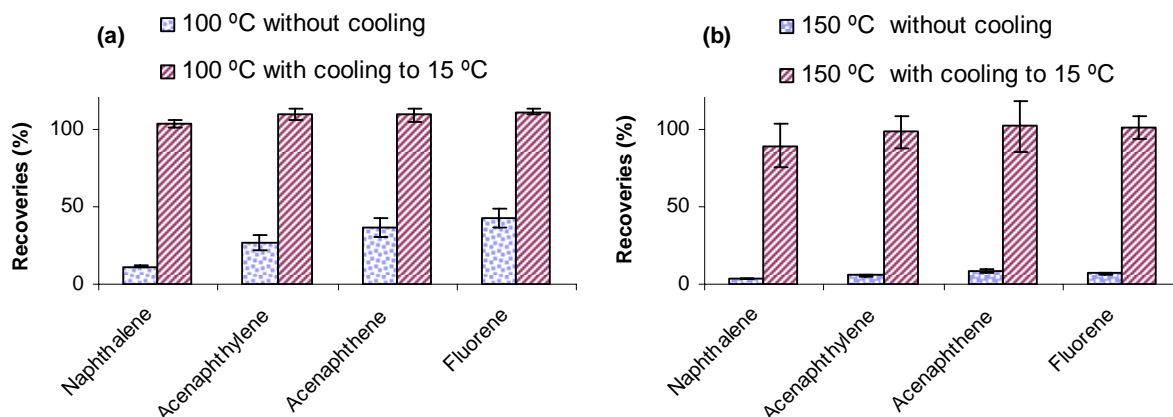 (a)
100 ºC without cooling
100 ºC with cooling to 15 ºC
Recoveries (%)
100
50
0
Naphthalene
Acenaphthylene
Acenaphthene
Fluorene
(b)
150 ºC  without cooling
150 ºC  with cooling to 15 ºC
Recoveries (%)
100
50
0
Naphthalene
Acenaphthylene
Acenaphthene
Fluorene